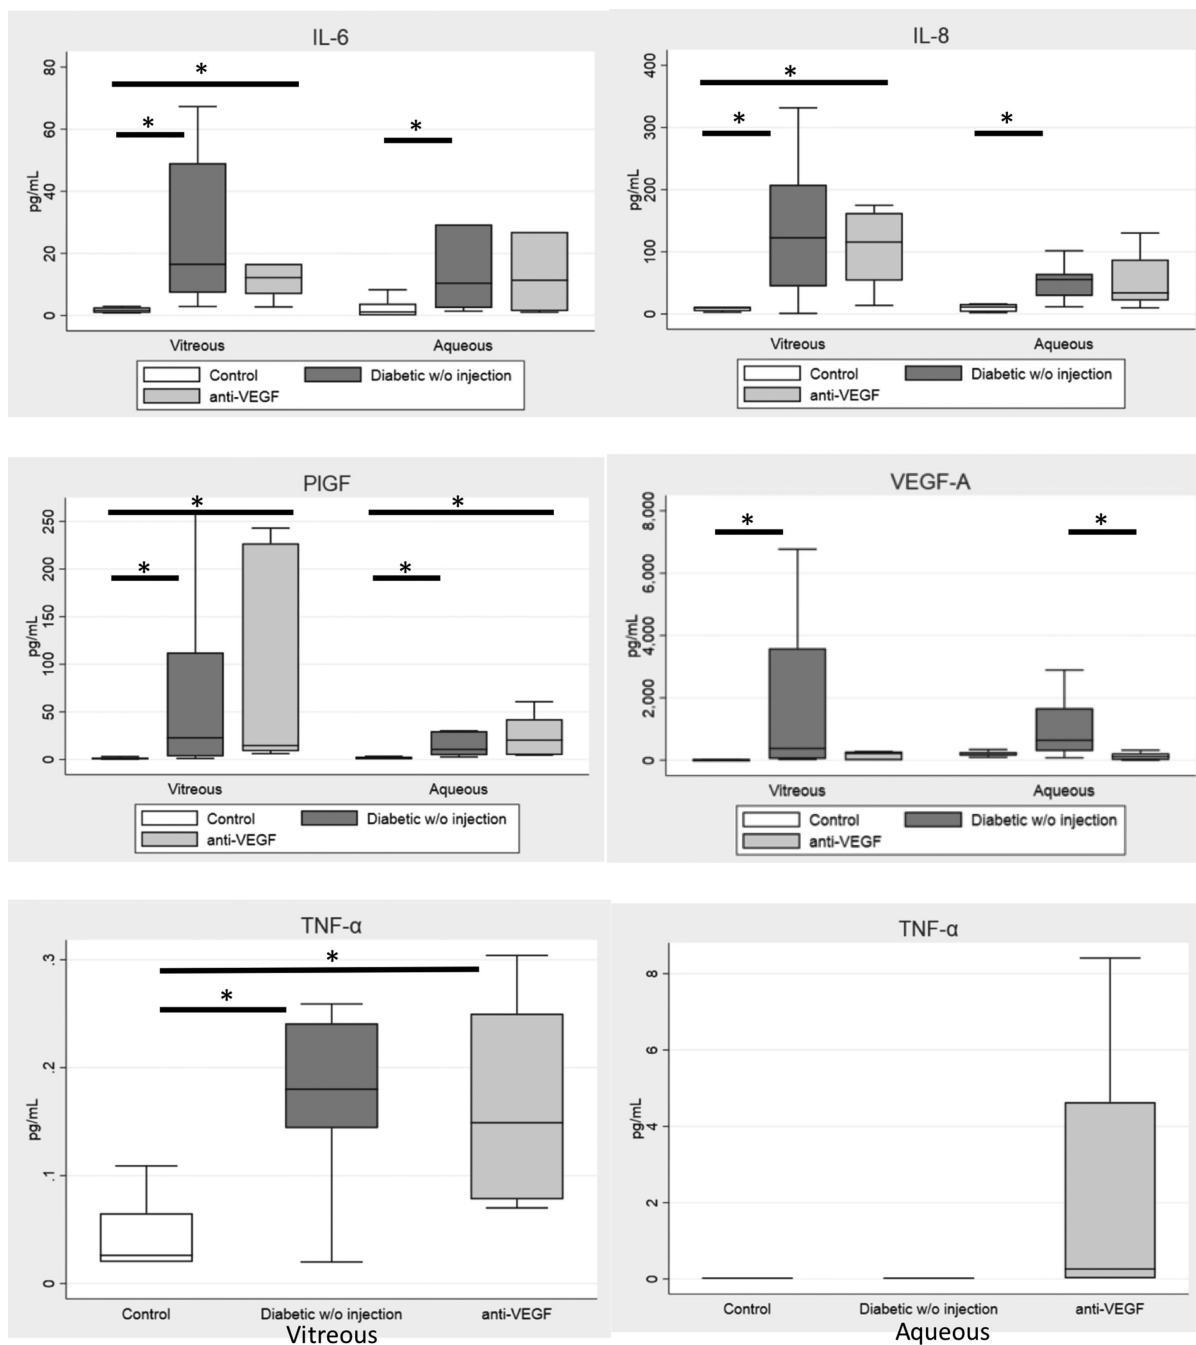 IL-6
80
60
40
20
0
pg/mL
*
*
*
Vitreous
Aqueous
Control
Diabetic w/o injection
anti-VEGF
IL-8
400
300
200
100
0
pg/mL
*
*
*
Vitreous
Aqueous
Control
Diabetic w/o injection
anti-VEGF
PIGF
250
200
150
100
50
0
pg/mL
*
*
*
*
Vitreous
Aqueous
Control
Diabetic w/o injection
anti-VEGF
VEGF-A
8,000
6,000
4,000
2,000
0
pg/mL
*
*
Vitreous
Aqueous
Control
Diabetic w/o injection
anti-VEGF
TNF-α
.3
.2
.1
0
pg/mL
*
*
Control
Diabetic w/o injection
anti-VEGF
Vitreous
TNF-α
8
6
4
2
0
pg/mL
Control
Diabetic w/o injection
anti-VEGF
Aqueous